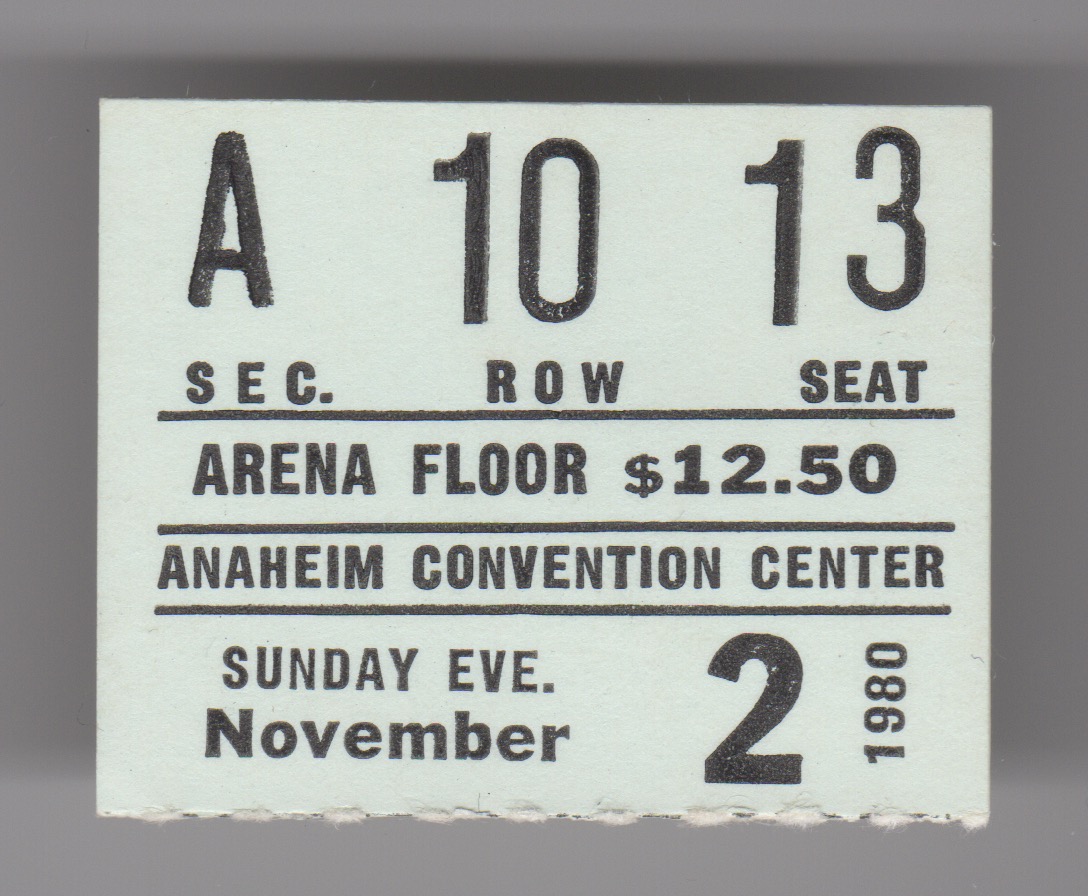 A 10 13
SEC. ROW SEAT
ARENA FLOOR $12.50
ANAHEIM CONVENTION CENTER
SUNDAY EVE.
November 2 1980